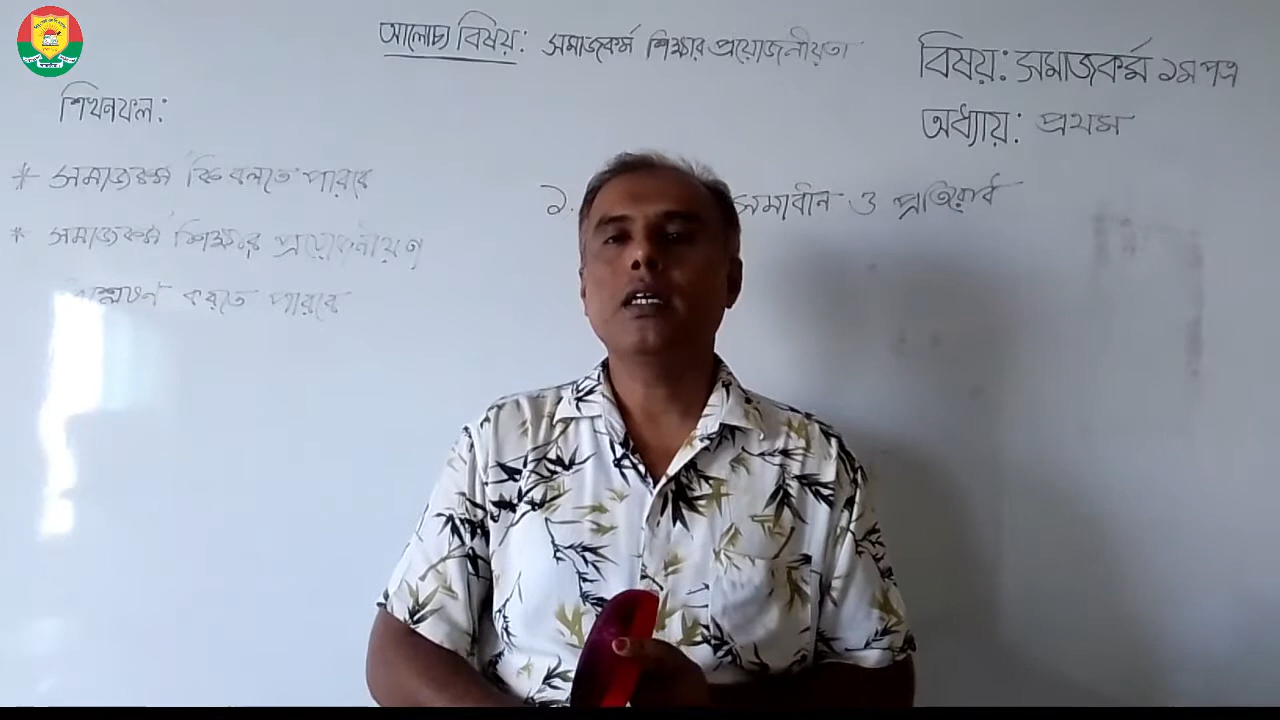 আলোচ্য বিষয়: সমাজকর্ম শিক্ষার প্রয়োজনীয়তা
বিষয়: সমাজকর্ম ১ম পত্র
অধ্যায়: প্রথম
শিখনফল:
* সমাজকর্ম কি বলতে পারবে
* সমাজকর্ম শিক্ষার প্রয়োজনীয়তা
করতে পারবে
১. সমাধান ও প্রতিরোধ